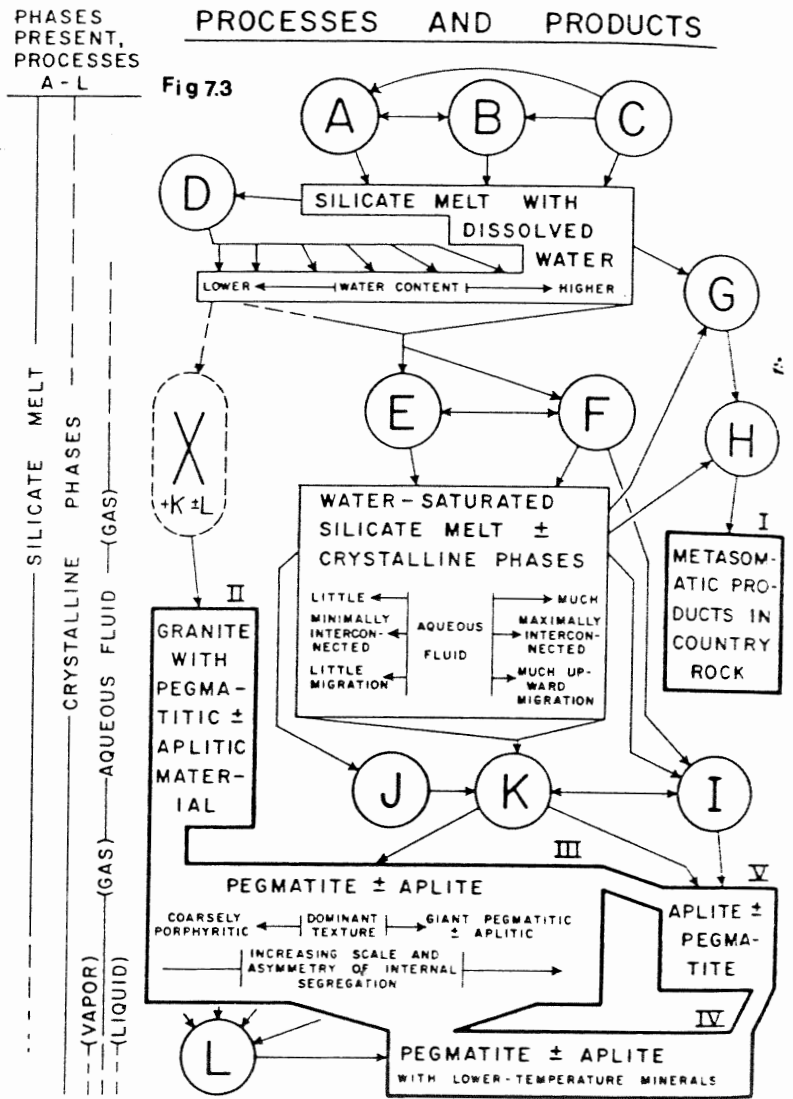 PHASES
PRESENT,
PROCESSES
A - L
PROCESSES AND PRODUCTS
Fig 7.3
A
B
C
D
SILICATE MELT WITH
DISSOLVED
WATER
LOWER WATER CONTENT HIGHER
G
E
F
H
X
+K ±L
WATER-SATURATED
SILICATE MELT ±
CRYSTALLINE PHASES
LITTLE
MUCH
MINIMALLY
INTERCON-
NECTED
AQUEOUS
FLUID
MAXIMALLY
INTERCON-
NECTED
LITTLE
MIGRATION
MUCH UP-
WARD
MIGRATION
I
METASOM-
ATIC PRO-
DUCTS IN
COUNTRY
ROCK
II
GRANITE
WITH
PEGMA-
TITIC ±
APLITIC
MATER-
IAL
J
K
I
III
PEGMATITE ± APLITE
COARSELY
PORPHYRITIC
DOMINANT
TEXTURE
GIANT PEGMATITIC
± APLITIC
INCREASING SCALE AND
ASYMMETRY OF INTERNAL
SEGREGATION
V
APLITE ±
PEGMA-
TITE
IV
PEGMATITE ± APLITE
WITH LOWER-TEMPERATURE MINERALS
L
SILICATE MELT
CRYSTALLINE PHASES
AQUEOUS FLUID
(GAS)
(GAS)
(VAPOR)
(LIQUID)